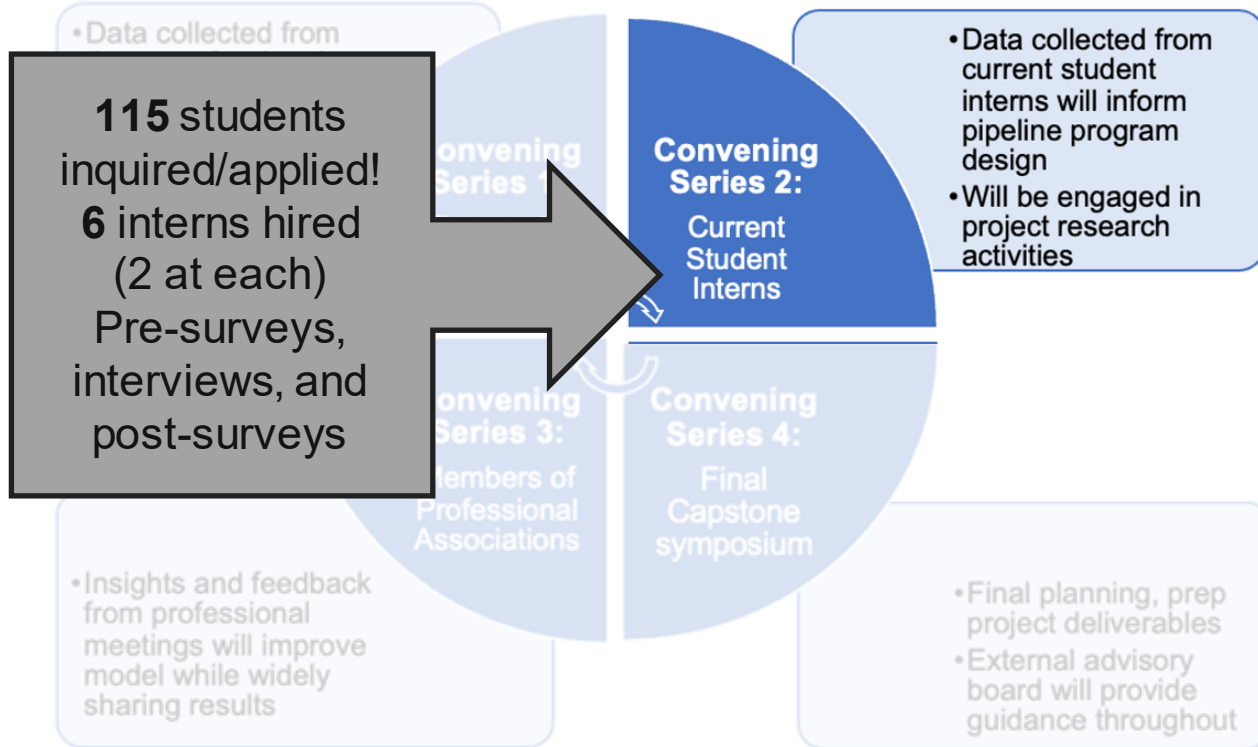 • Data collected from
115 students
inquired/applied!
6 interns hired
(2 at each)
Pre-surveys,
interviews, and
post-surveys
Series 1
Convening
Series 2:
Current
Student
Interns
• Data collected from
current student
interns will inform
pipeline program
design
• Will be engaged in
project research
activities
Convening
Series 3:
Members of
Professional
Associations
Convening
Series 4:
Final
Capstone
symposium
• Insights and feedback
from professional
meetings will improve
model while widely
sharing results
• Final planning, prep
project deliverables
• External advisory
board will provide
guidance throughout